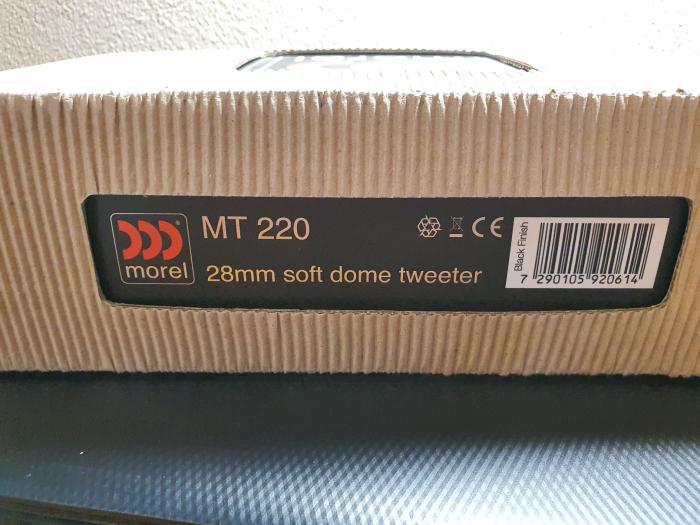 MT 220
morel
28mm soft dome tweeter
CE
Black Finish
7 290105 920614